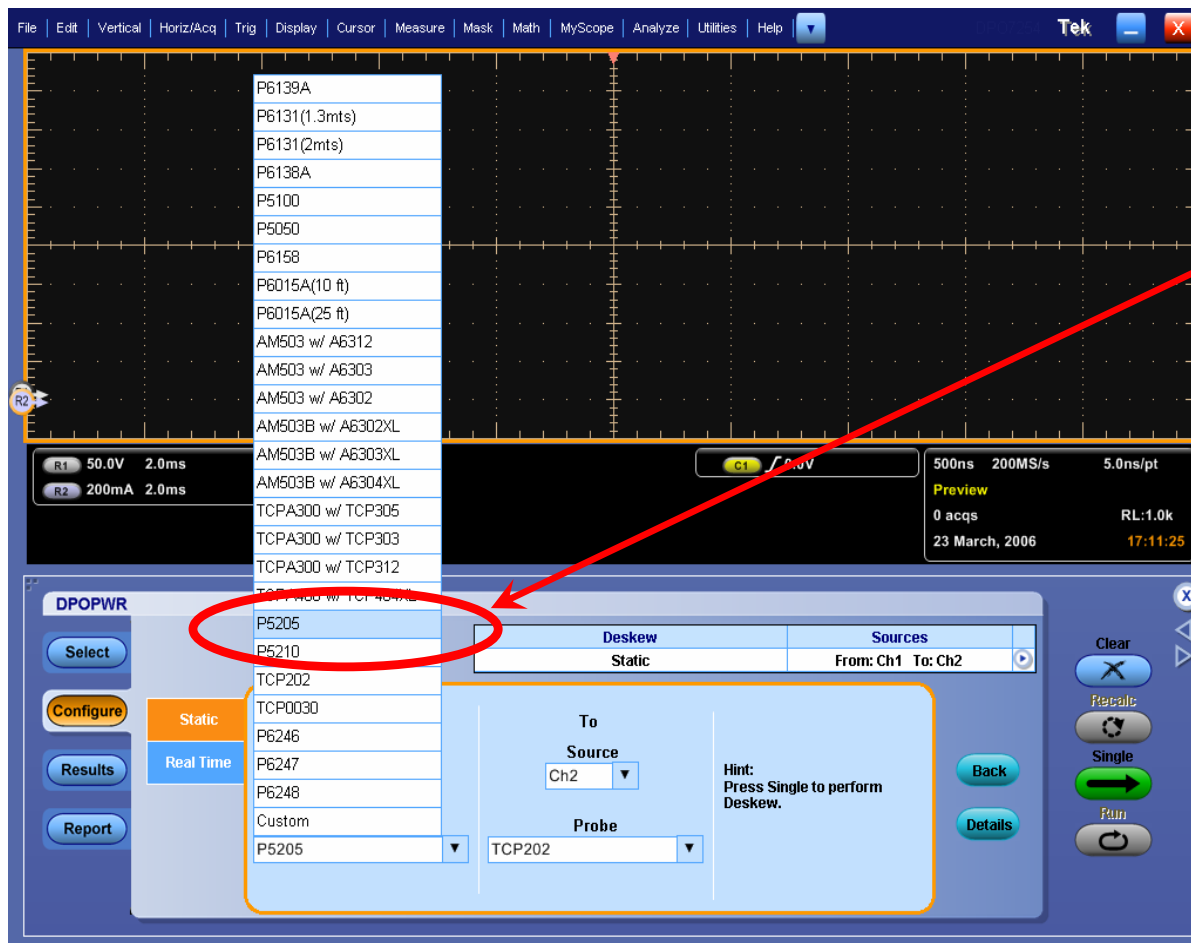 File Edit Vertical Horiz/Acq Trig Display Cursor Measure Mask Math MyScope Analyze Utilities Help Tek X
P6139A
P6131(1.3mts)
P6131(2mts)
P6138A
P5100
P5050
P6158
P6015A(10 ft)
P6015A(25 ft)
AM503 w/ A6312
AM503 w/ A6303
AM503 w/ A6302
AM503B w/ A6302XL
AM503B w/ A6303XL
AM503B w/ A6304XL
TCPA300 w/ TCP305
TCPA300 w/ TCP303
TCPA300 w/ TCP312
TCPA400 w/ TCP404XL
P5205
P5210
TCP202
TCP0030
P6246
P6247
P6248
Custom
P5205
R2
R1 50.0V 2.0ms
R2 200mA 2.0ms
C1 0.0V
500ns 200MS/s 5.0ns/pt
Preview
0 acqs RL:1.0k
23 March, 2006 17:11:25
DPOPWR
X
Select
Configure
Results
Report
Static
Real Time
Deskew Sources
Static From: Ch1 To: Ch2
To
Source
Ch2
Probe
TCP202
Hint:
Press Single to perform
Deskew.
Back
Details
Clear
Recalc
Single
Run